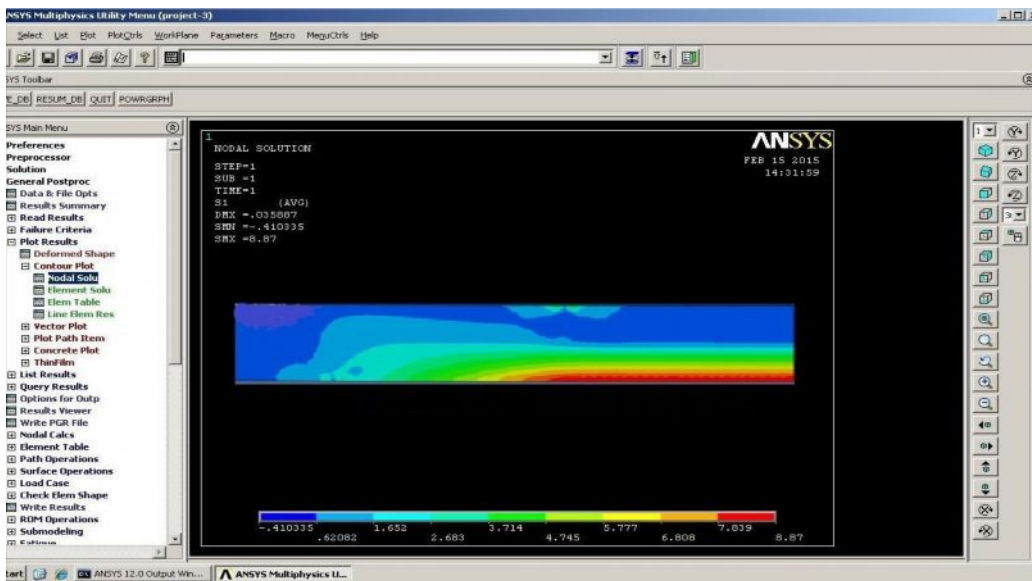 ANSYS Multiphysics Utility Menu (project-3)
Select List Plot PlotCtrls WorkPlane Parameters Macro MenuCtrls Help
SYS Toolbar
E_DB RESUM_DB QUIT POWRGRPH
SYS Main Menu
Preferences
Preprocessor
Solution
General Postproc
Data & File Opts
Results Summary
Read Results
Failure Criteria
Plot Results
Deformed Shape
Contour Plot
Nodal Solu
Element Solu
Elem Table
Line Elem Res
Vector Plot
Plot Path Item
Concrete Plot
ThinFilm
List Results
Query Results
Options for Outp
Results Viewer
Write PGR File
Nodal Calcs
Element Table
Path Operations
Surface Operations
Load Case
Check Elem Shape
Write Results
ROM Operations
Submodeling
Fatigue
1
NODAL SOLUTION
STEP=1
SUB =1
TIME=1
S1 (AVG)
DMX =.035887
SMN =-.410335
SMX =8.87
ANSYS
FEB 15 2015
14:31:59
-.410335 1.652 3.714 5.777 7.839
.62082 2.683 4.745 6.808 8.87
1
3
tart ANSYS 12.0 Output Win... ANSYS Multiphysics U...